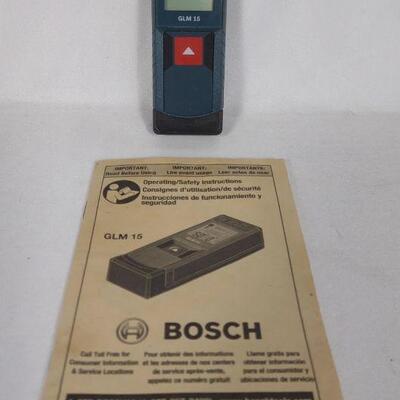 GLM 15
IMPORTANT: IMPORTANT: IMPORTANTE:
Read Before Using Lire avant usage Leer antes de usar
Operating/Safety Instructions
Consignes d'utilisation/de sécurité
Instrucciones de funcionamiento y
seguridad
GLM 15
BOSCH
Call Toll Free for
Consumer Information
& Service Locations
Pour obtenir des informations
et les adresses de nos centres
de service après-vente,
appelez ce numéro gratuit
Llame gratis para
obtener información
para el consumidor y
ubicaciones de servicio